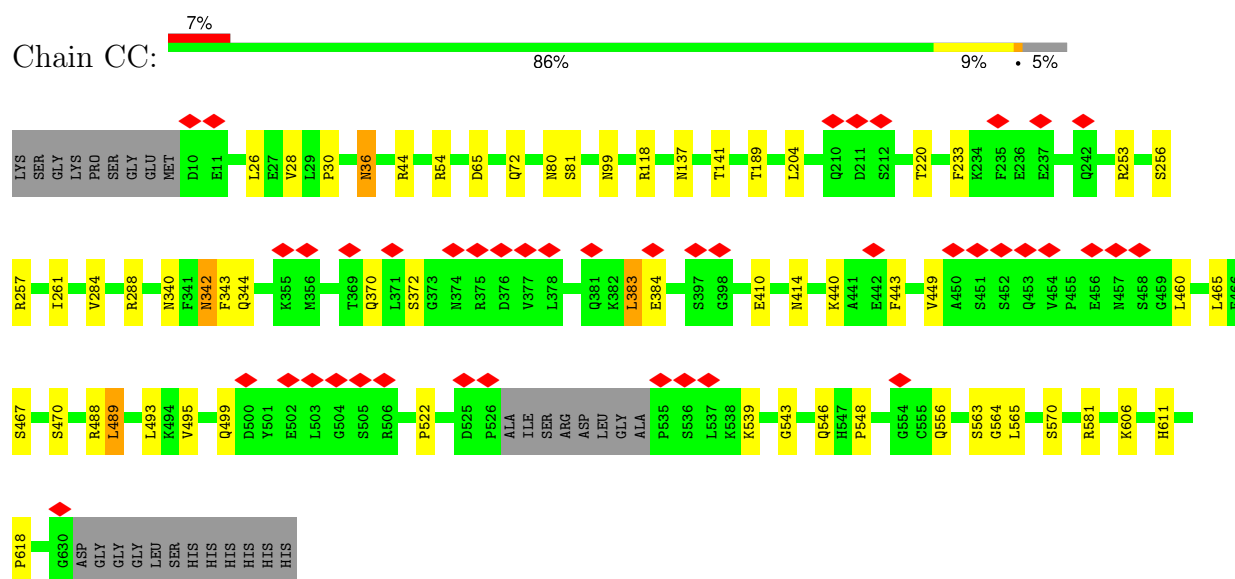 7%
Chain CC:
86% 9% • 5%
LYS SER GLY LYS PRO SER GLY GLU MET D10 E11 L26 E27 V28 L29 P30 N36 R44 R54 D65 Q72 N80 S81 N99 R118 N137 T141 T189 L204 Q210 D211 S212 T220 F233 K234 F235 E236 E237 Q242 R253 S256
R257 I261 V284 R288 N340 F341 N342 F343 Q344 K355 M356 T369 Q370 L371 S372 G373 N374 R375 D376 V377 L378 Q381 K382 L383 E384 S397 G398 E410 N414 K440 A441 E442 F443 V449 A450 S451 S452 Q453 V454 P455 E456 N457 S458 G459 L460 L465 E466
S467 S470 R488 L489 L493 K494 V495 Q499 D500 Y501 E502 L503 G504 S505 R506 P522 D525 P526 ALA ILE SER ARG ASP LEU GLY ALA P535 S536 L537 K538 K539 G543 Q546 H547 P548 G554 C555 Q556 S563 G564 L565 S570 R581 K606 H611
P618 G630 ASP GLY GLY GLY LEU SER HIS HIS HIS HIS HIS HIS